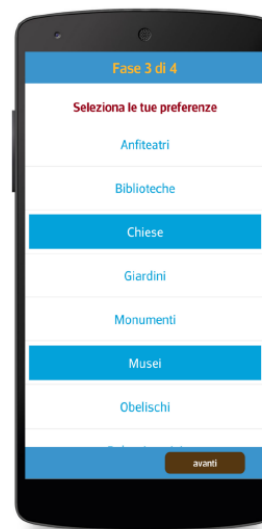 Fase 3 di 4
Seleziona le tue preferenze
Anfiteatri
Biblioteche
Chiese
Giardini
Monumenti
Musei
Obelischi
avanti